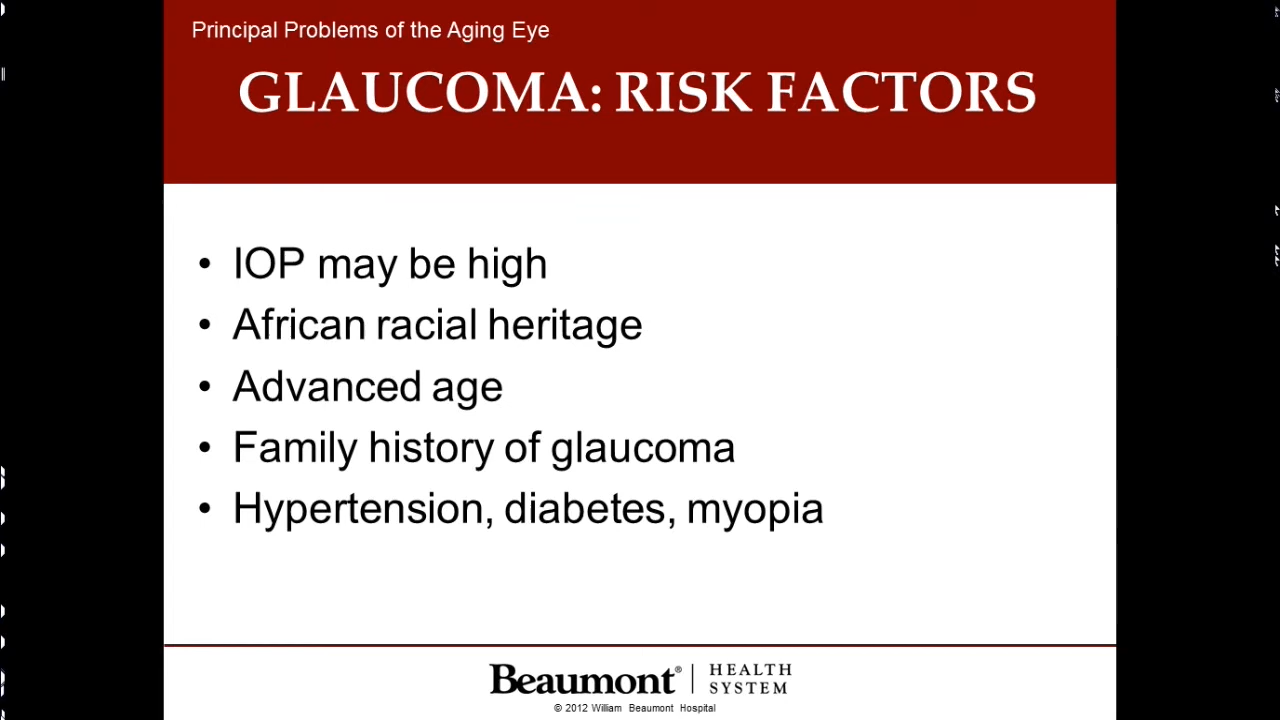 Principal Problems of the Aging Eye
GLAUCOMA: RISK FACTORS
• IOP may be high
• African racial heritage
• Advanced age
• Family history of glaucoma
• Hypertension, diabetes, myopia
Beaumont® | HEALTH SYSTEM
© 2012 William Beaumont Hospital